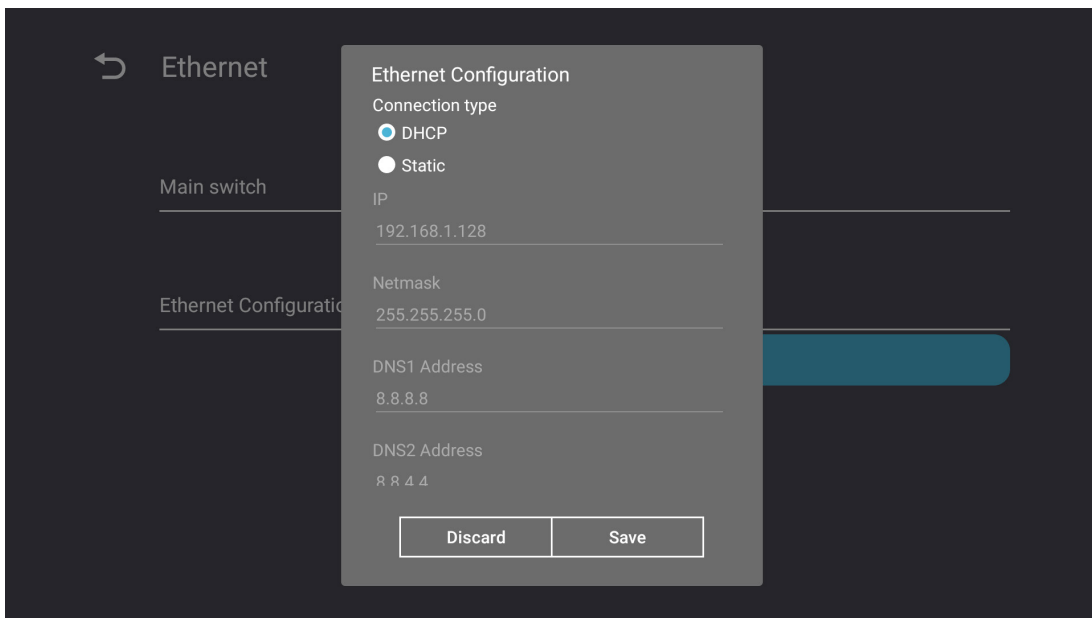 Ethernet
Main switch
Ethernet Configuratio
Ethernet Configuration
Connection type
DHCP
Static
IP
192.168.1.128
Netmask
255.255.255.0
DNS1 Address
8.8.8.8
DNS2 Address
8.8.4.4
Discard
Save